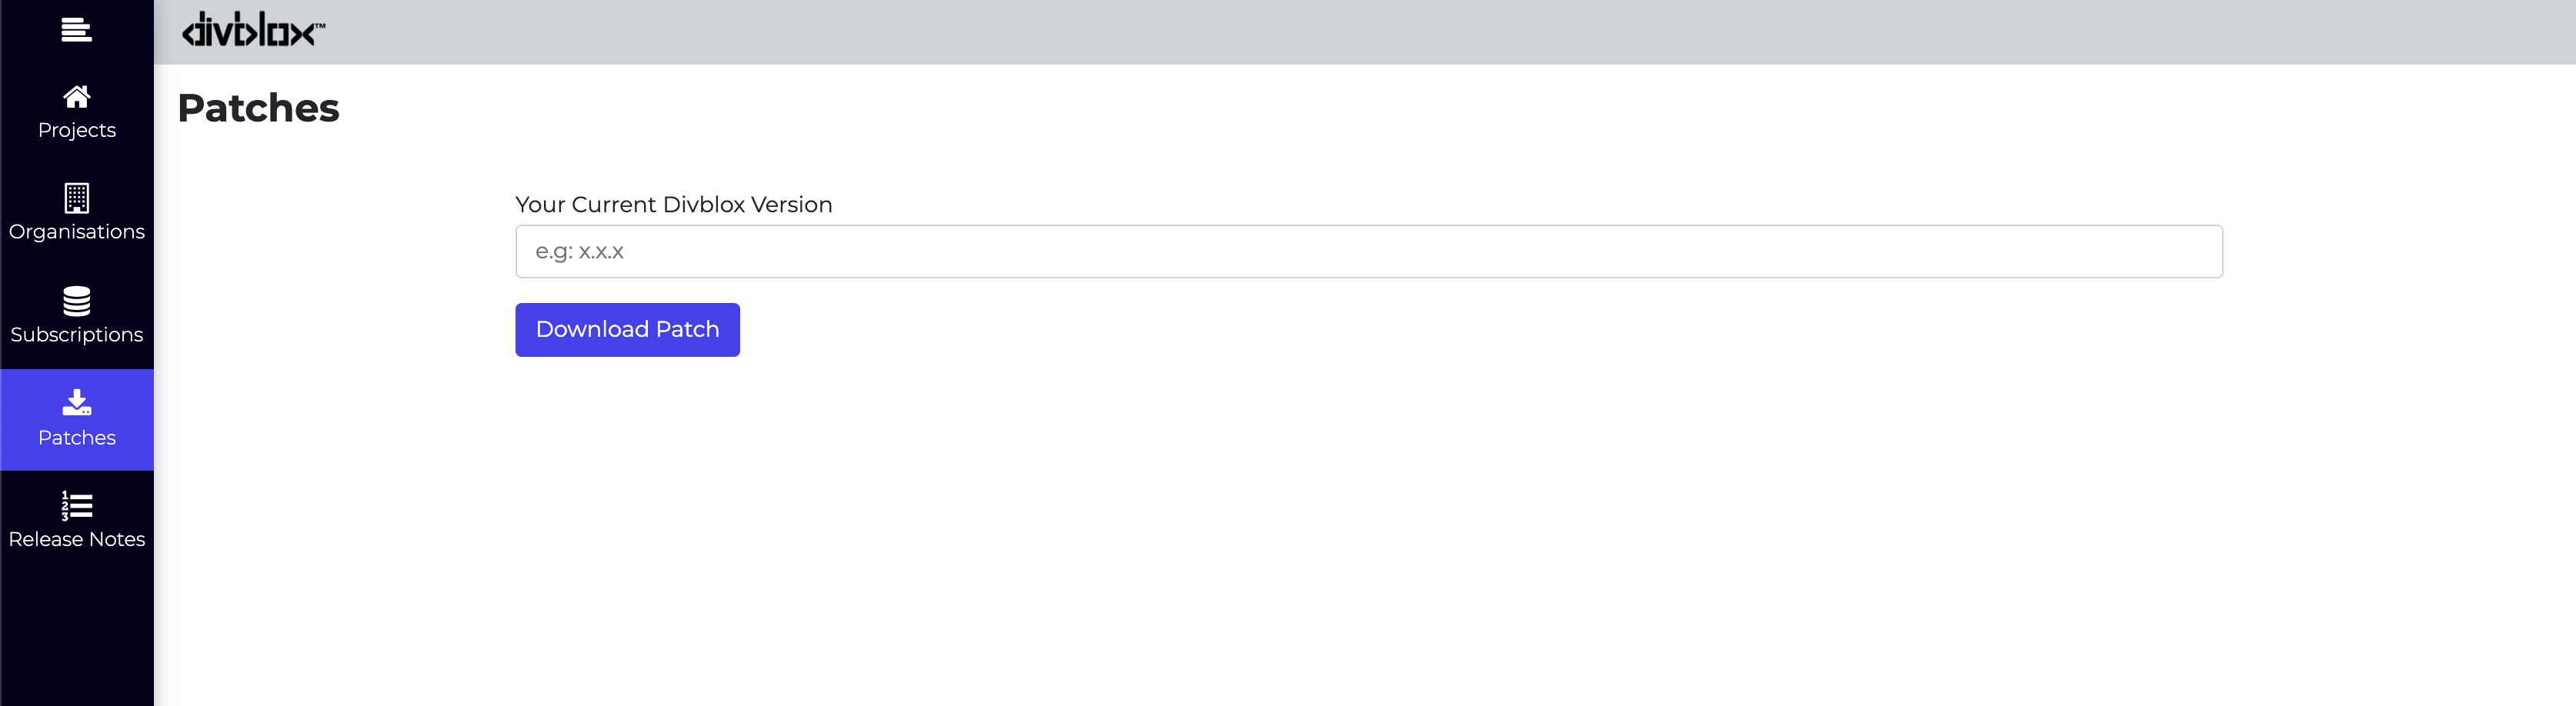 divblox™
Projects
Organisations
Subscriptions
Patches
Release Notes
Patches
Your Current Divblox Version
e.g: x.x.x
Download Patch